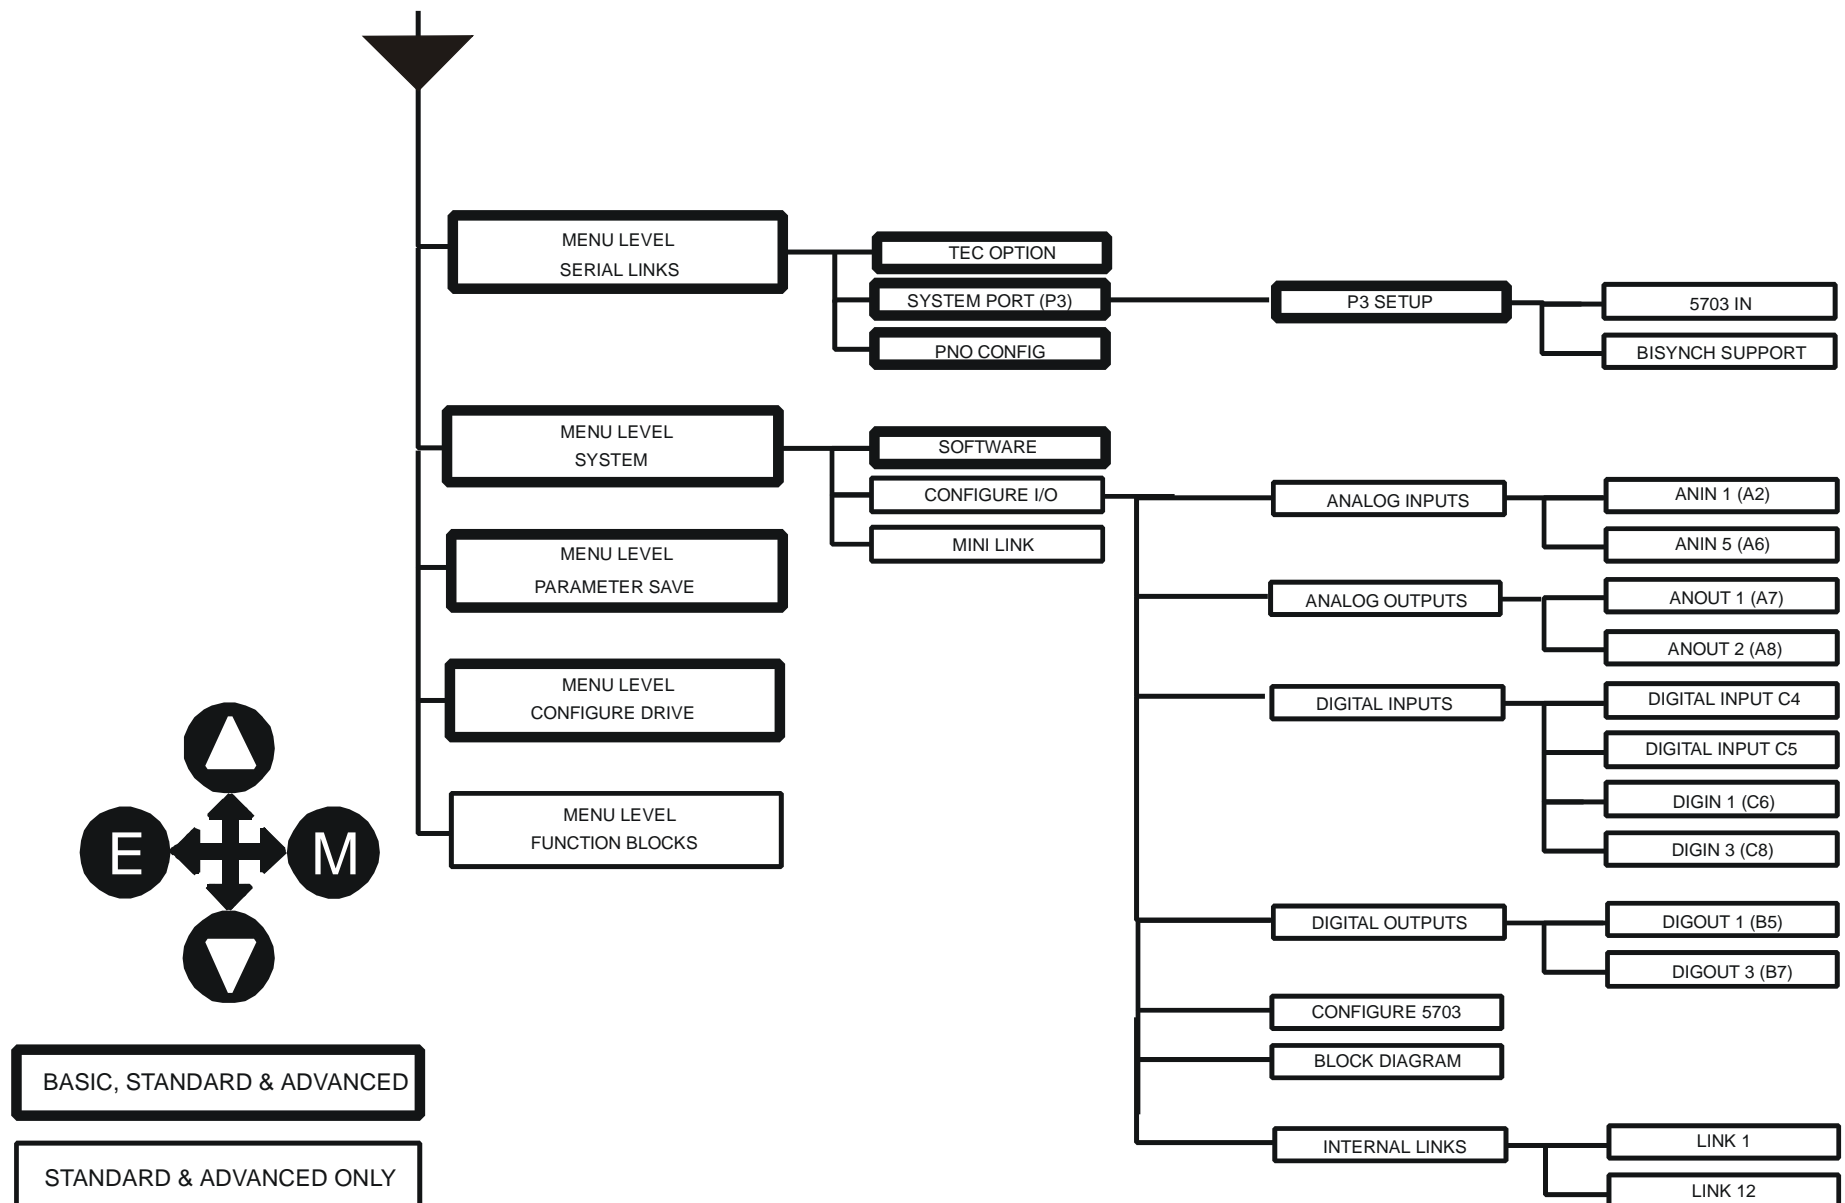 MENU LEVEL
SERIAL LINKS
TEC OPTION
SYSTEM PORT (P3)
PNO CONFIG
P3 SETUP
5703 IN
BISYNCH SUPPORT
MENU LEVEL
SYSTEM
SOFTWARE
CONFIGURE I/O
MINI LINK
ANALOG INPUTS
ANIN 1 (A2)
ANIN 5 (A6)
ANALOG OUTPUTS
ANOUT 1 (A7)
ANOUT 2 (A8)
DIGITAL INPUTS
DIGITAL INPUT C4
DIGITAL INPUT C5
DIGIN 1 (C6)
DIGIN 3 (C8)
DIGITAL OUTPUTS
DIGOUT 1 (B5)
DIGOUT 3 (B7)
CONFIGURE 5703
BLOCK DIAGRAM
INTERNAL LINKS
LINK 1
LINK 12
MENU LEVEL
PARAMETER SAVE
MENU LEVEL
CONFIGURE DRIVE
MENU LEVEL
FUNCTION BLOCKS
E
M
BASIC, STANDARD & ADVANCED
STANDARD & ADVANCED ONLY